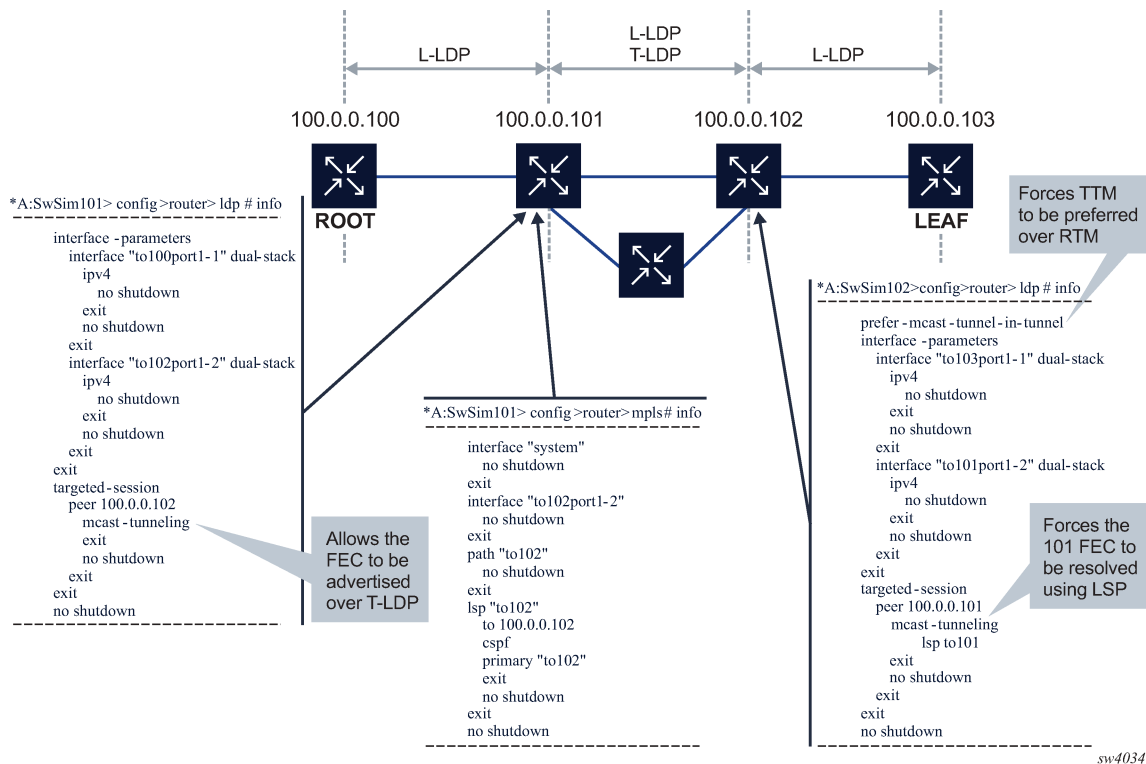 L-LDP
L-LDP
T-LDP
L-LDP
100.0.0.100
100.0.0.101
100.0.0.102
100.0.0.103
ROOT
LEAF
*A:SwSim101> config>router> ldp # info
interface -parameters
interface "to100port1-1" dual-stack
ipv4
no shutdown
exit
no shutdown
exit
interface "to102port1-2" dual-stack
ipv4
no shutdown
exit
no shutdown
exit
exit
targeted-session
peer 100.0.0.102
mcast-tunneling
exit
no shutdown
exit
exit
no shutdown
Allows the
FEC to be
advertised
over T-LDP
*A:SwSim101> config>router>mpls# info
interface "system"
no shutdown
exit
interface "to102port1-2"
no shutdown
exit
path "to102"
no shutdown
exit
lsp "to102"
to 100.0.0.102
cspf
primary "to102"
exit
no shutdown
exit
no shutdown
Forces TTM
to be preferred
over RTM
*A:SwSim102>config>router> ldp # info
prefer-mcast-tunnel-in-tunnel
interface -parameters
interface "to103port1-1" dual-stack
ipv4
no shutdown
exit
no shutdown
exit
interface "to101port1-2" dual-stack
ipv4
no shutdown
exit
no shutdown
exit
exit
targeted-session
peer 100.0.0.101
mcast-tunneling
lsp to101
exit
no shutdown
exit
exit
no shutdown
Forces the
101 FEC to
be resolved
using LSP
sw4034